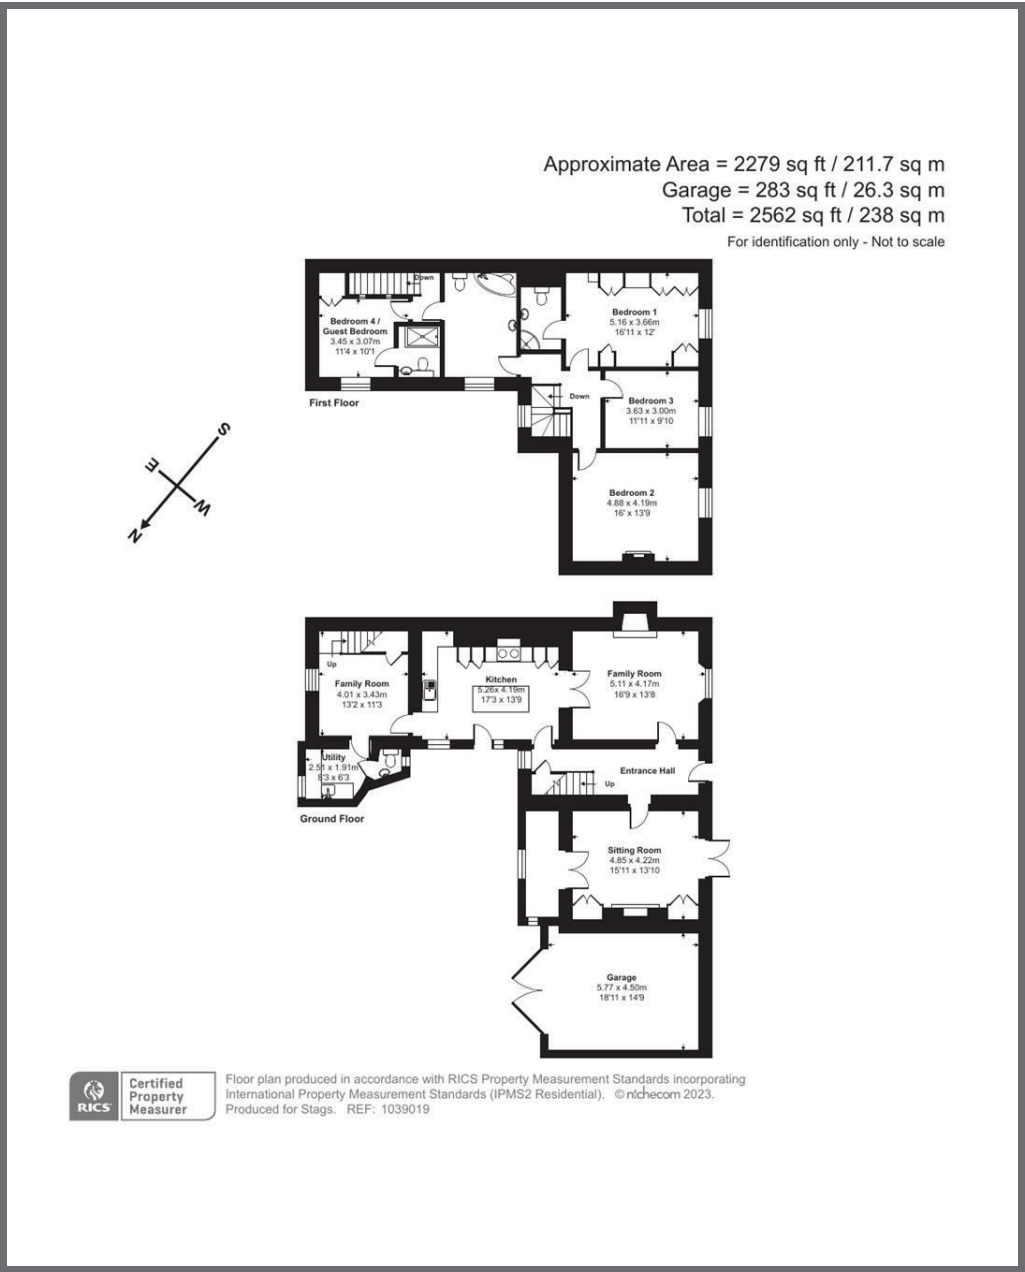 Approximate Area = 2279 sq ft / 211.7 sq m
Garage = 283 sq ft / 26.3 sq m
Total = 2562 sq ft / 238 sq m
For identification only - Not to scale
Down
Bedroom 4 /
Guest Bedroom
3.45 x 3.07m
11'4 x 10'1
Bedroom 1
5.16 x 3.66m
16'11 x 12'
Down
Bedroom 3
3.63 x 3.00m
11'11 x 9'10
First Floor
Bedroom 2
4.88 x 4.19m
16' x 13'9
S
E
W
N
Up
Family Room
4.01 x 3.43m
13'2 x 11'3
Kitchen
5.26x 4.19m
17'3 x 13'9
Family Room
5.11 x 4.17m
16'9 x 13'8
Utility
2.51 x 1.91m
8'3 x 6'3
Entrance Hall
Up
Ground Floor
Sitting Room
4.85 x 4.22m
15'11 x 13'10
Garage
5.77 x 4.50m
18'11 x 14'9
RICS
Certified
Property
Measurer
Floor plan produced in accordance with RICS Property Measurement Standards incorporating
International Property Measurement Standards (IPMS2 Residential). © nichecom 2023.
Produced for Stags. REF: 1039019